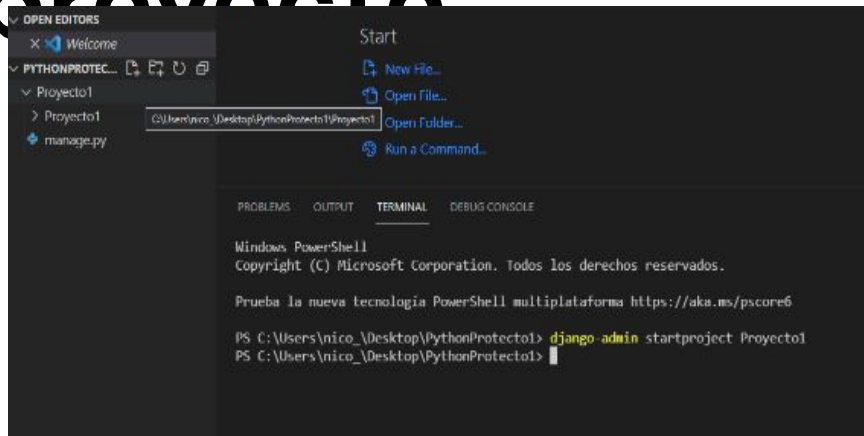 proyecto
OPEN EDITORS
Welcome
PYTHONPROTEC...
Proyecto1
Proyecto1
manage.py
C:\Users\nico_\Desktop\PythonProtecto1\Proyecto1
Start
New File...
Open File...
Open Folder...
Run a Command...
PROBLEMS OUTPUT TERMINAL DEBUG CONSOLE
Windows PowerShell
Copyright (C) Microsoft Corporation. Todos los derechos reservados.
Prueba la nueva tecnología PowerShell multiplataforma https://aka.ms/pscore6
PS C:\Users\nico_\Desktop\PythonProtecto1> django-admin startproject Proyecto1
PS C:\Users\nico_\Desktop\PythonProtecto1>